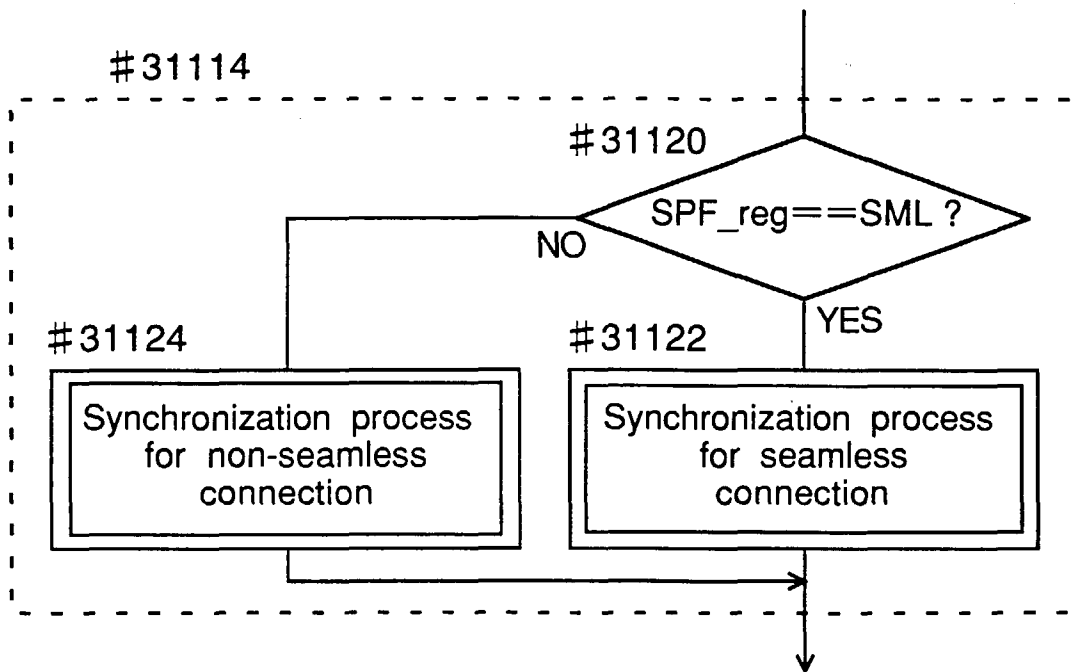 #31114
#31120
SPF_reg==SML ?
NO
YES
#31124
#31122
Synchronization process
for non-seamless
connection
Synchronization process
for seamless
connection